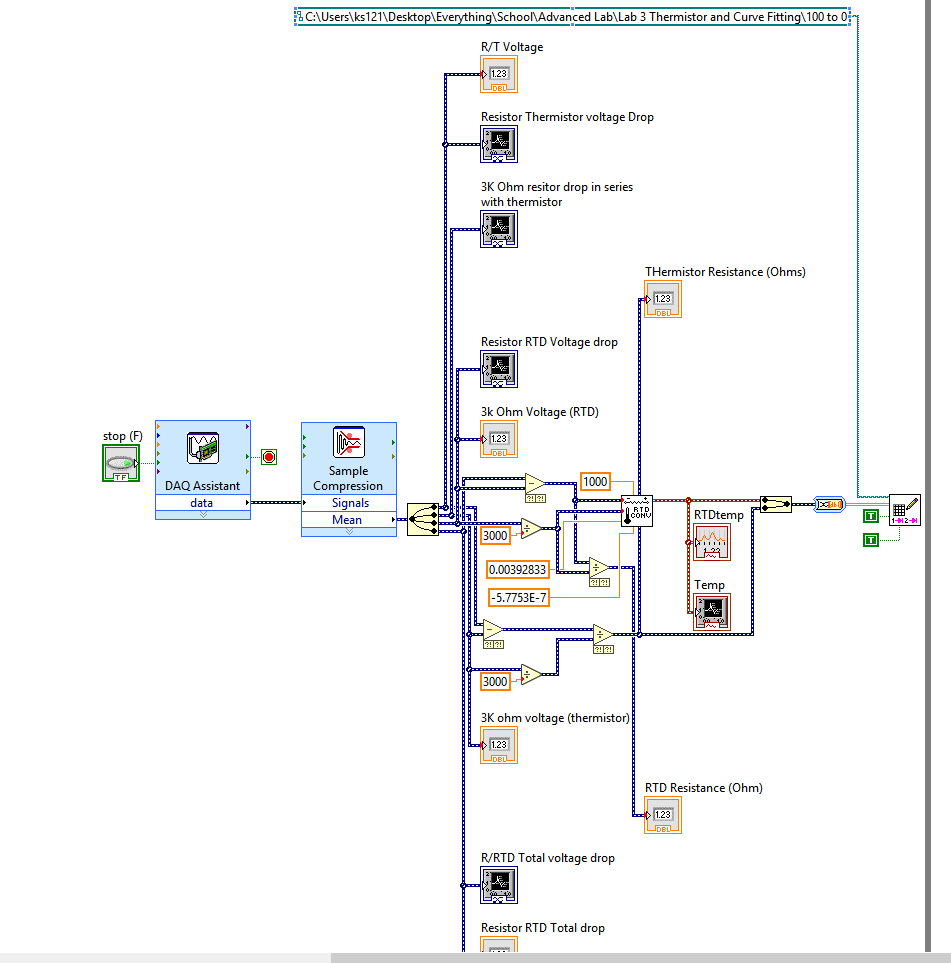 C:\Users\ks121\Desktop\Everything\School\Advanced Lab\Lab 3 Thermistor and Curve Fitting\100 to 0
R/T Voltage
1.23
DBL
Resistor Thermistor voltage Drop
3K Ohm resitor drop in series
with thermistor
THermistor Resistance (Ohms)
1.23
DBL
Resistor RTD Voltage drop
3k Ohm Voltage (RTD)
1.23
DBL
stop (F)
TF
DAQ Assistant
data
Sample
Compression
Signals
Mean
1000
RTD
CONV
3000
0.00392833
-5.7753E-7
RTDtemp
1.23
Temp
T
T
1 2
3000
3K ohm voltage (thermistor)
1.23
DBL
RTD Resistance (Ohm)
1.23
DBL
R/RTD Total voltage drop
Resistor RTD Total drop